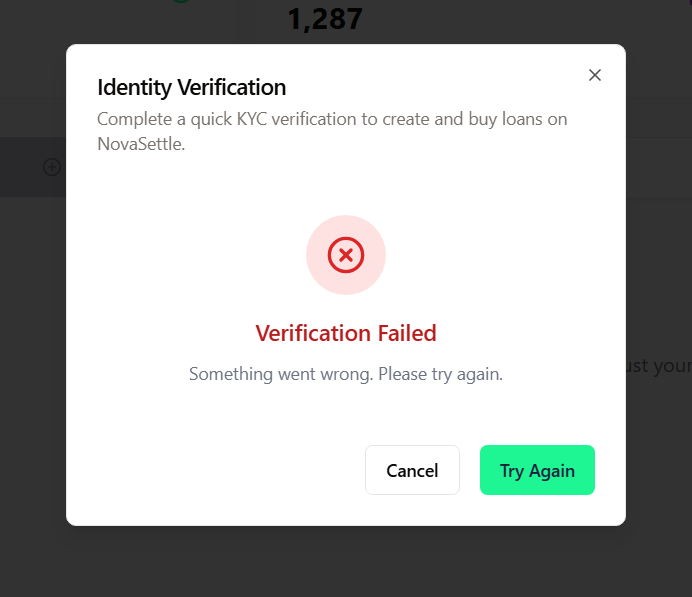 1,287
Identity Verification
Complete a quick KYC verification to create and buy loans on
NovaSettle.
ust your
Verification Failed
Something went wrong. Please try again.
Cancel
Try Again